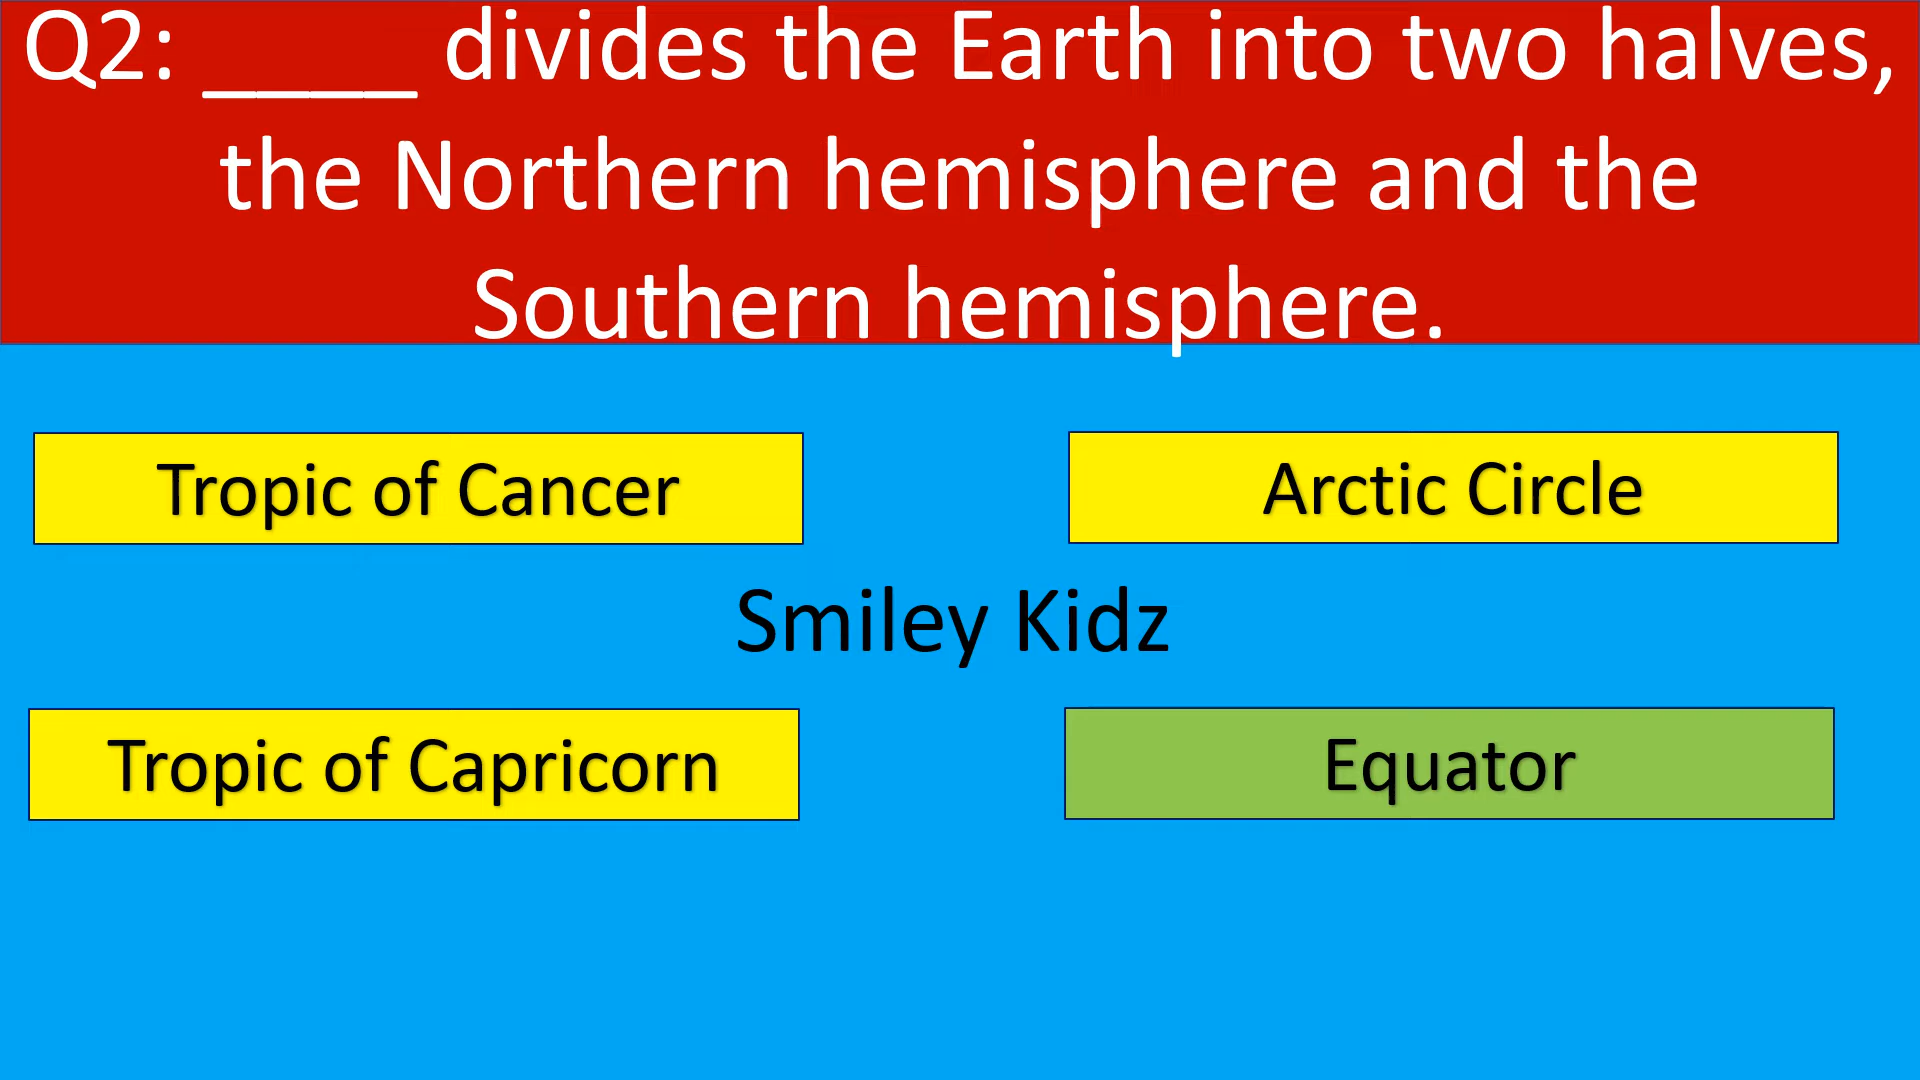 Q2: ____ divides the Earth into two halves,
the Northern hemisphere and the
Southern hemisphere.
Tropic of Cancer
Arctic Circle
Smiley Kidz
Tropic of Capricorn
Equator